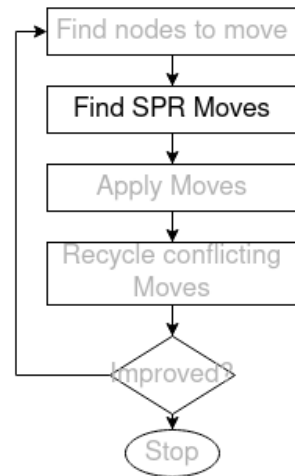 Find nodes to move
Find SPR Moves
Apply Moves
Recycle conflicting
Moves
Improved?
Stop